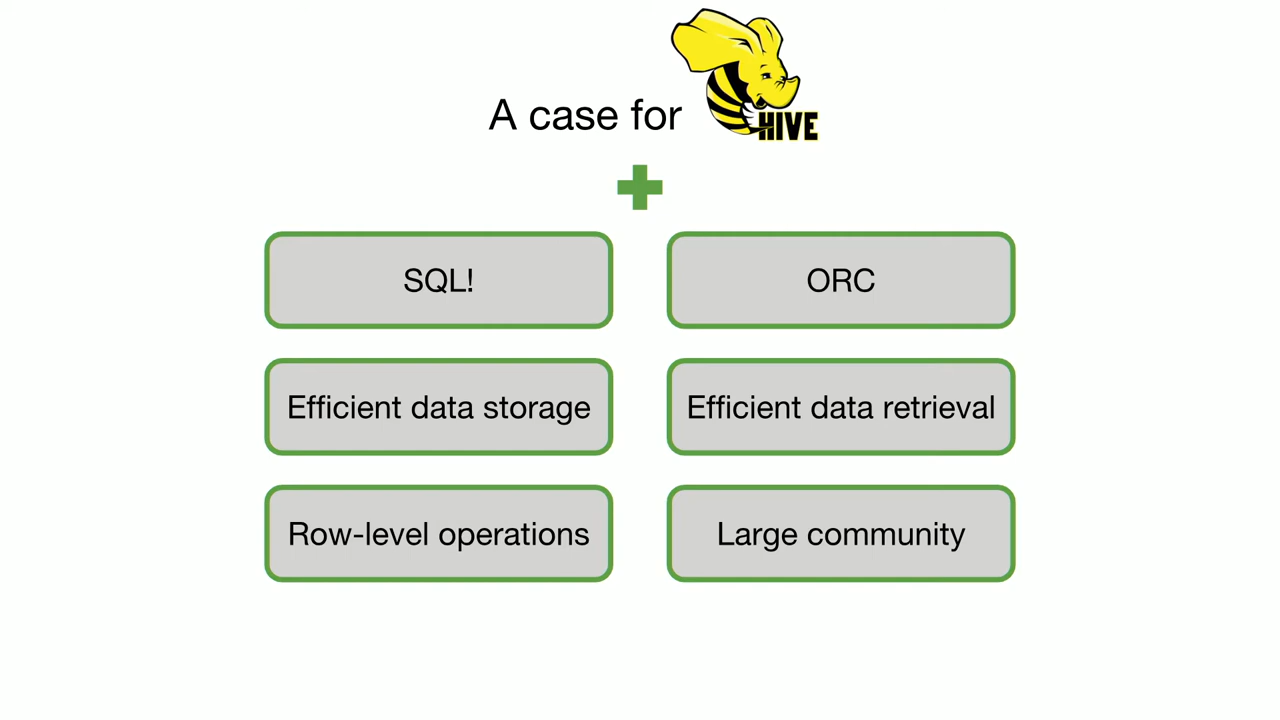 A case for HIVE
SQL!
ORC
Efficient data storage
Efficient data retrieval
Row-level operations
Large community